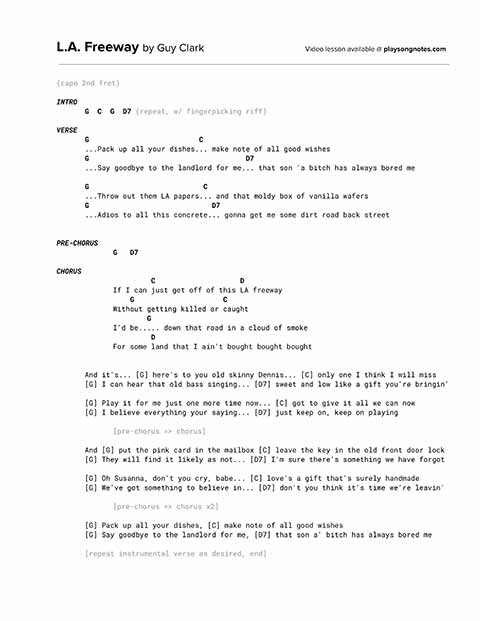 L.A. Freeway by Guy Clark
Video lesson available @ playsongnotes.com
(capo 2nd fret)
INTRO
G C G D7 (repeat, w/ fingerpicking riff)
VERSE
G C
...Pack up all your dishes... make note of all good wishes
G D7
...Say goodbye to the landlord for me... that son 'a bitch has always bored me
G C
...Throw out them LA papers... and that moldy box of vanilla wafers
G D7
...Adios to all this concrete... gonna get me some dirt road back street
PRE-CHORUS
G D7
CHORUS
C D
If I can just get off of this LA freeway
G C
Without getting killed or caught
G
I'd be..... down that road in a cloud of smoke
D
For some land that I ain't bought bought bought
And it's... [G] here's to you old skinny Dennis... [C] only one I think I will miss
[G] I can hear that old bass singing... [D7] sweet and low like a gift you're bringin'
[G] Play it for me just one more time now... [C] got to give it all we can now
[G] I believe everything your saying... [D7] just keep on, keep on playing
[pre-chorus => chorus]
And [G] put the pink card in the mailbox [C] leave the key in the old front door lock
[G] They will find it likely as not... [D7] I'm sure there's something we have forgot
[G] Oh Susanna, don't you cry, babe... [C] love's a gift that's surely handmade
[G] We've got something to believe in... [D7] don't you think it's time we're leavin'
[pre-chorus => chorus x2]
[G] Pack up all your dishes, [C] make note of all good wishes
[G] Say goodbye to the landlord for me, [D7] that son a' bitch has always bored me
[repeat instrumental verse as desired, end]